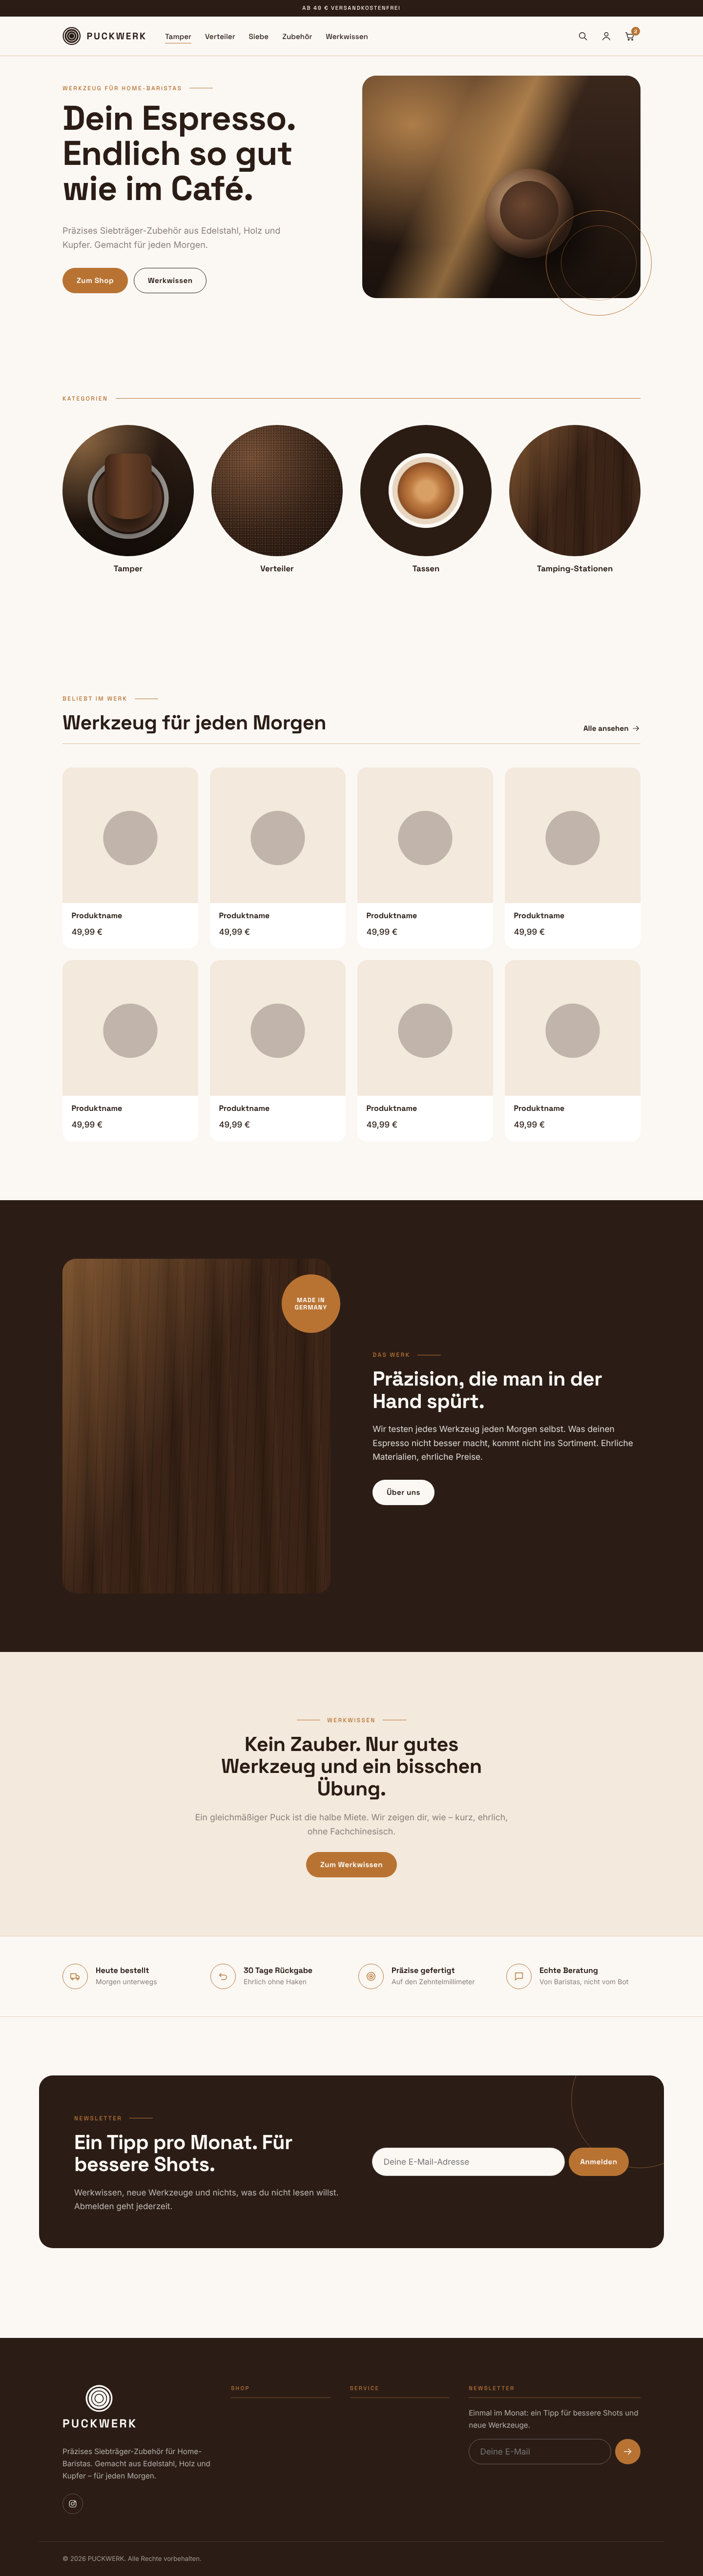 AB 49 € VERSANDKOSTENFREI
PUCKWERK
Tamper
Verteiler
Siebe
Zubehör
Werkwissen
2
WERKZEUG FÜR HOME-BARISTAS
Dein Espresso.
Endlich so gut
wie im Café.
Präzises Siebträger-Zubehör aus Edelstahl, Holz und
Kupfer. Gemacht für jeden Morgen.
Zum Shop
Werkwissen
KATEGORIEN
Tamper
Verteiler
Tassen
Tamping-Stationen
BELIEBT IM WERK
Werkzeug für jeden Morgen
Alle ansehen
Produktname
49,99 €
Produktname
49,99 €
Produktname
49,99 €
Produktname
49,99 €
Produktname
49,99 €
Produktname
49,99 €
Produktname
49,99 €
Produktname
49,99 €
MADE IN
GERMANY
DAS WERK
Präzision, die man in der
Hand spürt.
Wir testen jedes Werkzeug jeden Morgen selbst. Was deinen
Espresso nicht besser macht, kommt nicht ins Sortiment. Ehrliche
Materialien, ehrliche Preise.
Über uns
WERKWISSEN
Kein Zauber. Nur gutes
Werkzeug und ein bisschen
Übung.
Ein gleichmäßiger Puck ist die halbe Miete. Wir zeigen dir, wie – kurz, ehrlich,
ohne Fachchinesisch.
Zum Werkwissen
Heute bestellt
Morgen unterwegs
30 Tage Rückgabe
Ehrlich ohne Haken
Präzise gefertigt
Auf den Zehntelmillimeter
Echte Beratung
Von Baristas, nicht vom Bot
NEWSLETTER
Ein Tipp pro Monat. Für
bessere Shots.
Werkwissen, neue Werkzeuge und nichts, was du nicht lesen willst.
Abmelden geht jederzeit.
Deine E-Mail-Adresse
Anmelden
PUCKWERK
Präzises Siebträger-Zubehör für Home-
Baristas. Gemacht aus Edelstahl, Holz und
Kupfer – für jeden Morgen.
SHOP
SERVICE
NEWSLETTER
Einmal im Monat: ein Tipp für bessere Shots und
neue Werkzeuge.
Deine E-Mail
© 2026 PUCKWERK. Alle Rechte vorbehalten.